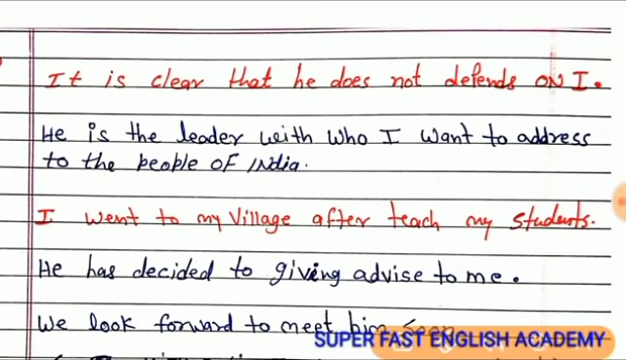 It is clear that he does not defends ON I.
He is the leader with who I want to address
to the people OF India.
I went to my Village after teach my students.
He has decided to giving advise to me.
We look forward to meet him soon
SUPER FAST ENGLISH ACADEMY